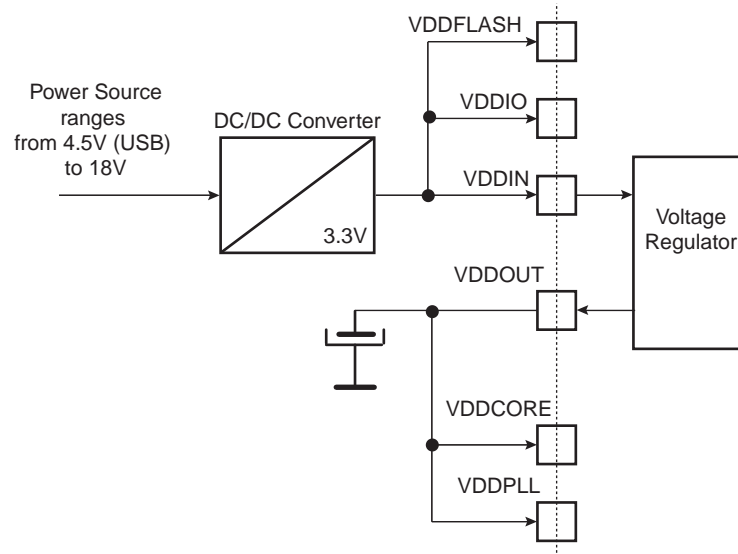 VDDFLASH
Power Source
ranges
from 4.5V (USB)
to 18V
DC/DC Converter
VDDIO
VDDIN
3.3V
Voltage
Regulator
VDDOUT
VDDCORE
VDDPLL